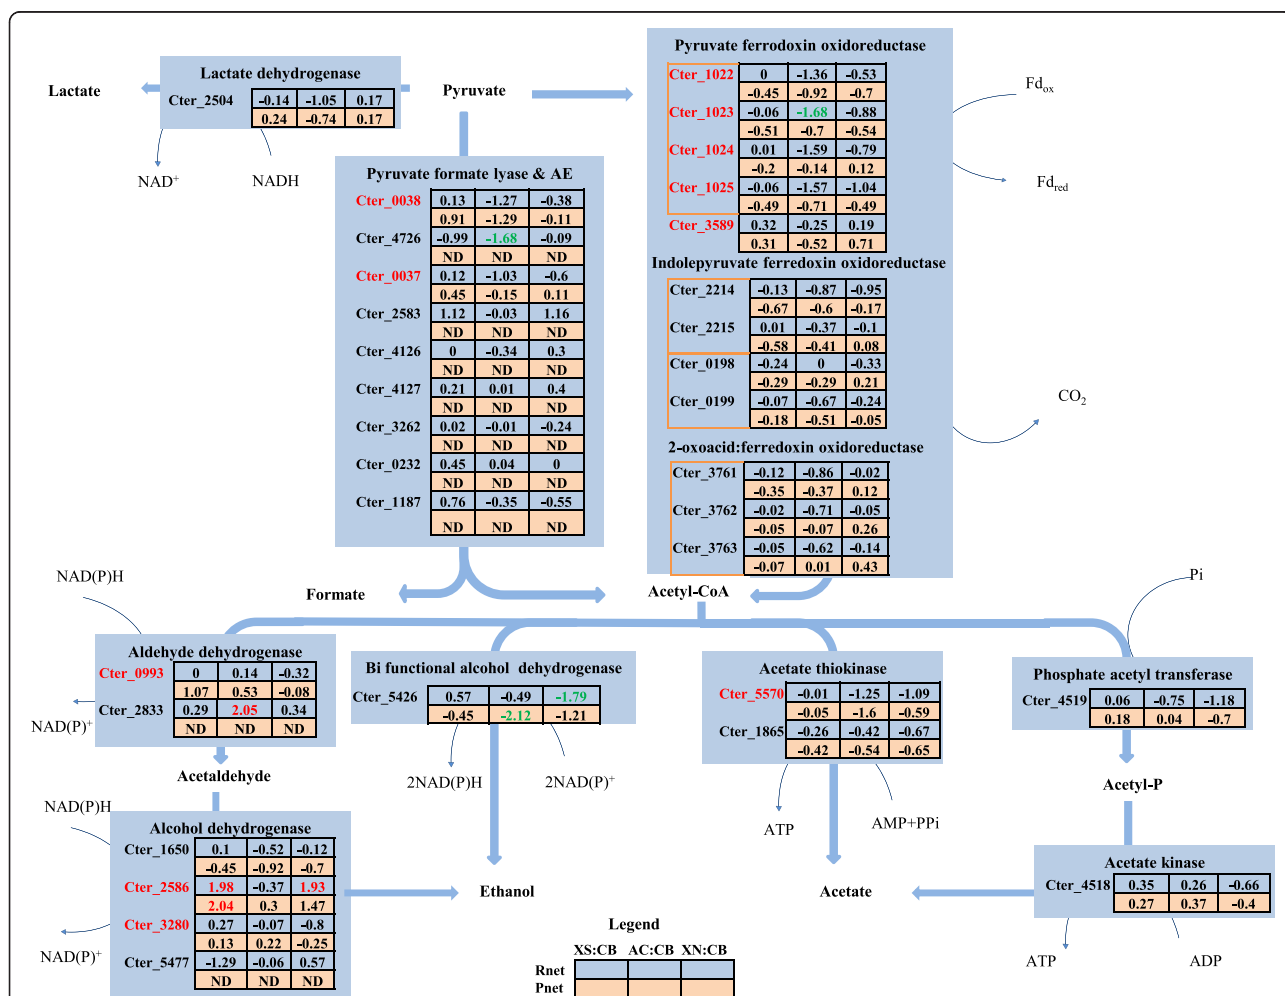 Lactate
Lactate dehydrogenase
Cter_2504 -0.14 -1.05 0.17
0.24 -0.74 0.17
NAD+
NADH
Pyruvate
Pyruvate formate lyase & AE
Cter_0038 0.13 -1.27 -0.38
0.91 -1.29 -0.11
Cter_4726 -0.99 -1.68 -0.09
ND ND ND
Cter_0037 0.12 -1.03 -0.6
0.45 -0.15 0.11
Cter_2583 1.12 -0.03 1.16
ND ND ND
Cter_4126 0 -0.34 0.3
ND ND ND
Cter_4127 0.21 0.01 0.4
ND ND ND
Cter_3262 0.02 -0.01 -0.24
ND ND ND
Cter_0232 0.45 0.04 0
ND ND ND
Cter_1187 0.76 -0.35 -0.55
ND ND ND
Pyruvate ferrodoxin oxidoreductase
Cter_1022 0 -1.36 -0.53
-0.45 -0.92 -0.7
Cter_1023 -0.06 -1.68 -0.88
-0.51 -0.7 -0.54
Cter_1024 0.01 -1.59 -0.79
-0.2 -0.14 0.12
Cter_1025 -0.06 -1.57 -1.04
-0.49 -0.71 -0.49
Cter_3589 0.32 -0.25 0.19
0.31 -0.52 0.71
Indolepyruvate ferredoxin oxidoreductase
Cter_2214 -0.13 -0.87 -0.95
-0.67 -0.6 -0.17
Cter_2215 0.01 -0.37 -0.1
-0.58 -0.41 0.08
Cter_0198 -0.24 0 -0.33
-0.29 -0.29 0.21
Cter_0199 -0.07 -0.67 -0.24
-0.18 -0.51 -0.05
2-oxoacid:ferredoxin oxidoreductase
Cter_3761 -0.12 -0.86 -0.02
-0.35 -0.37 0.12
Cter_3762 -0.02 -0.71 -0.05
-0.05 -0.07 0.26
Cter_3763 -0.05 -0.62 -0.14
-0.07 0.01 0.43
Fdox
Fdred
CO2
Formate
Acetyl-CoA
Pi
NAD(P)H
Aldehyde dehydrogenase
Cter_0993 0 0.14 -0.32
1.07 0.53 -0.08
Cter_2833 0.29 2.05 0.34
ND ND ND
NAD(P)+
Acetaldehyde
NAD(P)H
Alcohol dehydrogenase
Cter_1650 0.1 -0.52 -0.12
-0.45 -0.92 -0.7
Cter_2586 1.98 -0.37 1.93
2.04 0.3 1.47
Cter_3280 0.27 -0.07 -0.8
0.13 0.22 -0.25
Cter_5477 -1.29 -0.06 0.57
ND ND ND
NAD(P)+
Bi functional alcohol dehydrogenase
Cter_5426 0.57 -0.49 -1.79
-0.45 -2.12 -1.21
2NAD(P)H
2NAD(P)+
Ethanol
Acetate thiokinase
Cter_5570 -0.01 -1.25 -1.09
-0.05 -1.6 -0.59
Cter_1865 -0.26 -0.42 -0.67
-0.42 -0.54 -0.65
ATP
AMP+PPi
Acetate
Phosphate acetyl transferase
Cter_4519 0.06 -0.75 -1.18
0.18 0.04 -0.7
Acetyl-P
Acetate kinase
Cter_4518 0.35 0.26 -0.66
0.27 0.37 -0.4
ATP
ADP
Legend
XS:CB AC:CB XN:CB
Rnet
Pnet